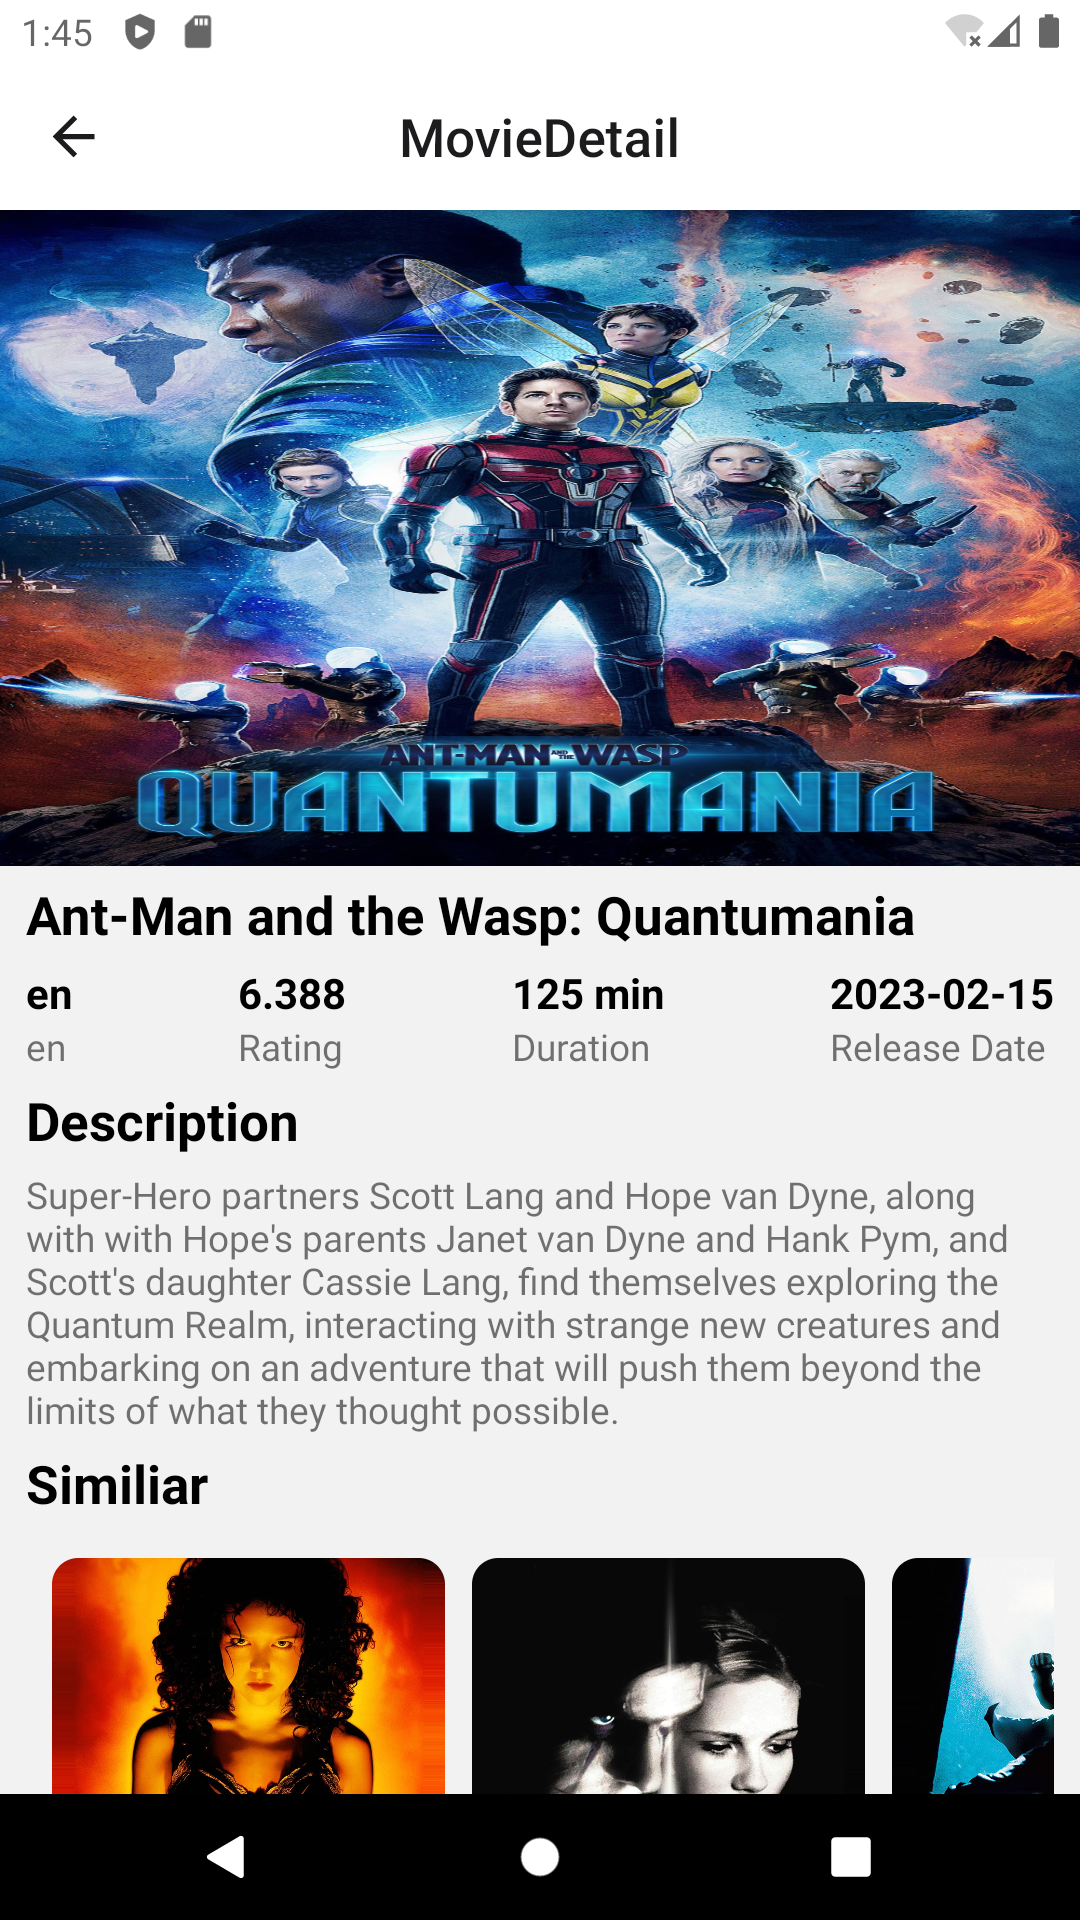 1:45
MovieDetail
ANT-MAN AND THE WASP
QUANTUMANIA
Ant-Man and the Wasp: Quantumania
en 6.388 125 min 2023-02-15
en Rating Duration Release Date
Description
Super-Hero partners Scott Lang and Hope van Dyne, along
with with Hope's parents Janet van Dyne and Hank Pym, and
Scott's daughter Cassie Lang, find themselves exploring the
Quantum Realm, interacting with strange new creatures and
embarking on an adventure that will push them beyond the
limits of what they thought possible.
Similiar